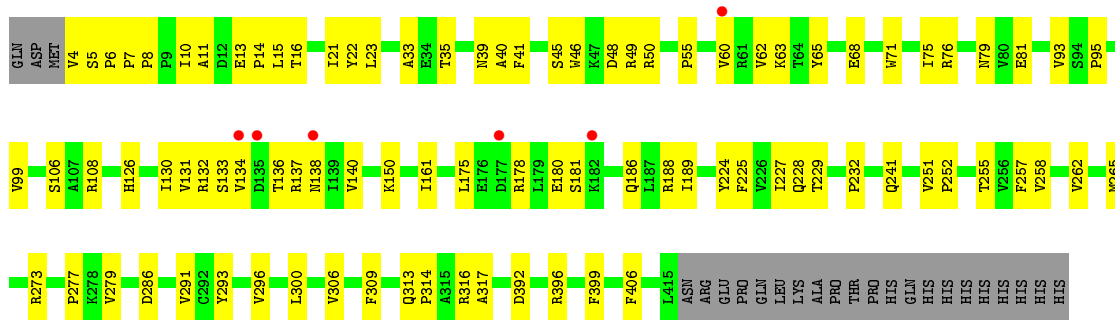 GLN ASP MET V4 S5 P6 P7 P8 P9 I10 A11 D12 E13 P14 L15 T16 I21 Y22 L23 A33 E34 T35 N39 A40 F41 S45 W46 K47 D48 R49 R50 P55 V60 R61 V62 K63 T64 Y65 E68 W71 I75 R76 N79 V80 E81 V93 S94 P95
V99 S106 A107 R108 H126 I130 V131 R132 S133 V134 D135 T136 R137 N138 I139 V140 K150 I161 L175 E176 D177 R178 L179 E180 S181 K182 Q186 L187 R188 I189 Y224 F225 V226 I227 Q228 T229 P232 Q241 V251 P252 T255 V256 F257 V258 V262 M265
R273 P277 K278 V279 D286 V291 C292 Y293 V296 L300 V306 F309 Q313 P314 A315 R316 A317 D392 R396 F399 F406 L415 ASN ARG GLU PRO GLN LEU LYS ALA PRO THR PRO HIS GLN HIS HIS HIS HIS HIS HIS HIS HIS